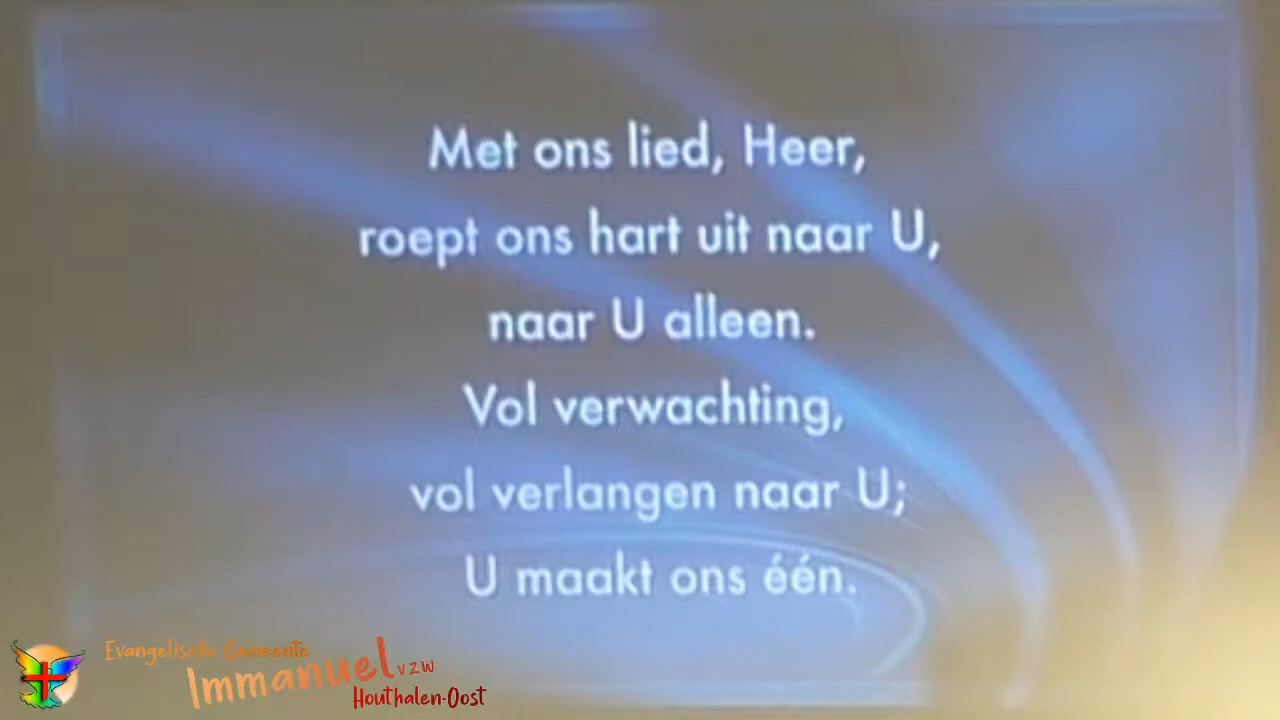 Met ons lied, Heer,
roept ons hart uit naar U,
naar U alleen.
Vol verwachting,
vol verlangen naar U;
U maakt ons één.
Evangelische Gemeente
Immanuel vzw
Houthalen-Oost